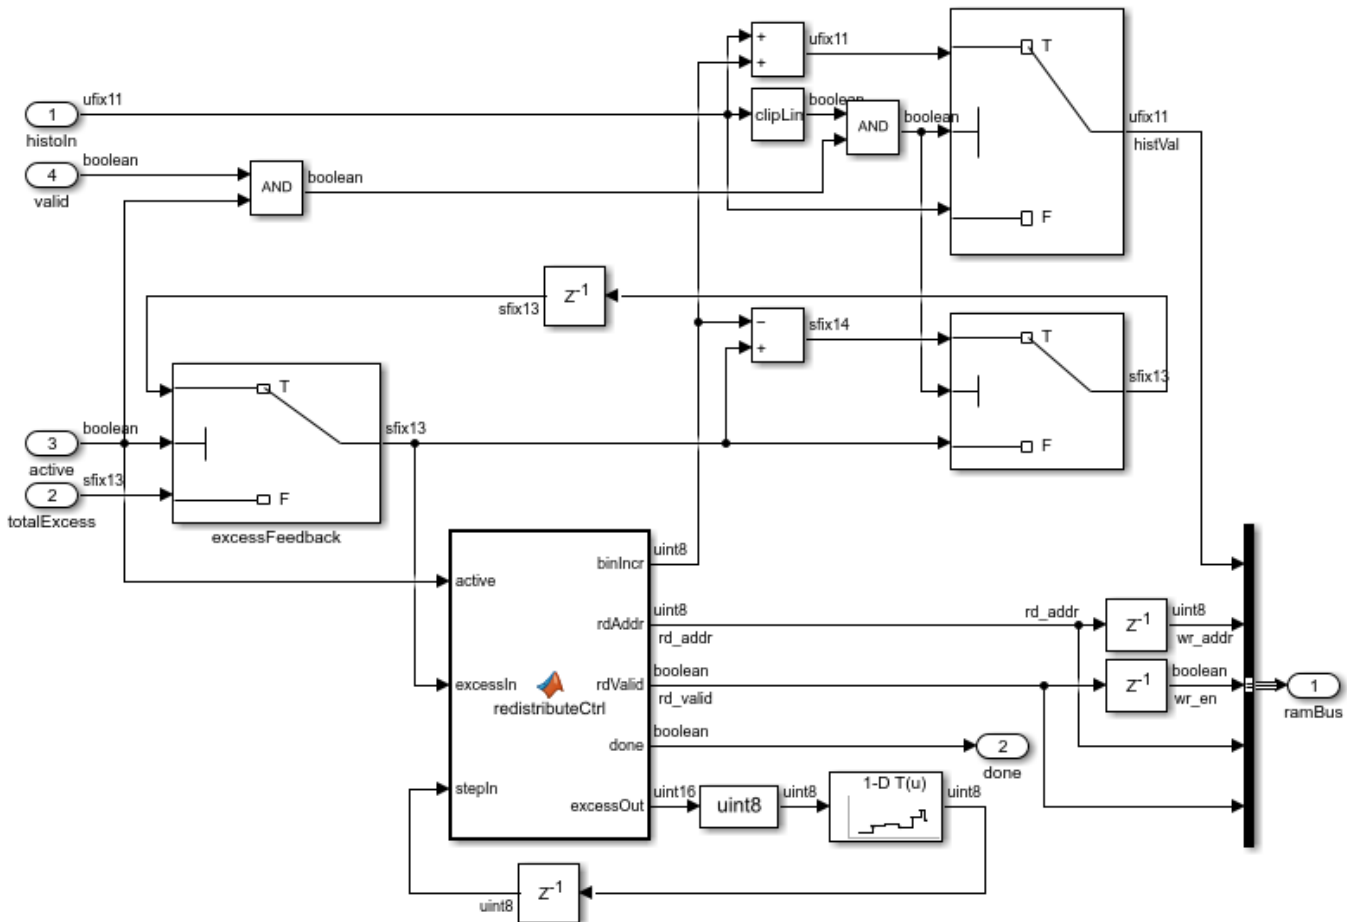 +
+
ufix11
T
ufix11
1
histoIn
boolean
clipLin
AND
boolean
ufix11
histVal
boolean
4
valid
AND
boolean
F
Z-1
sfix13
−
+
sfix14
T
sfix13
F
T
boolean
3
active
sfix13
sfix13
2
totalExcess
F
excessFeedback
active
excessIn
stepIn
redistributeCtrl
binIncr
rdAddr
rdValid
done
excessOut
uint8
uint8
rd_addr
boolean
rd_valid
boolean
uint16
rd_addr
Z-1
uint8
wr_addr
Z-1
boolean
wr_en
1
ramBus
2
done
uint8
uint8
1-D T(u)
uint8
Z-1
uint8